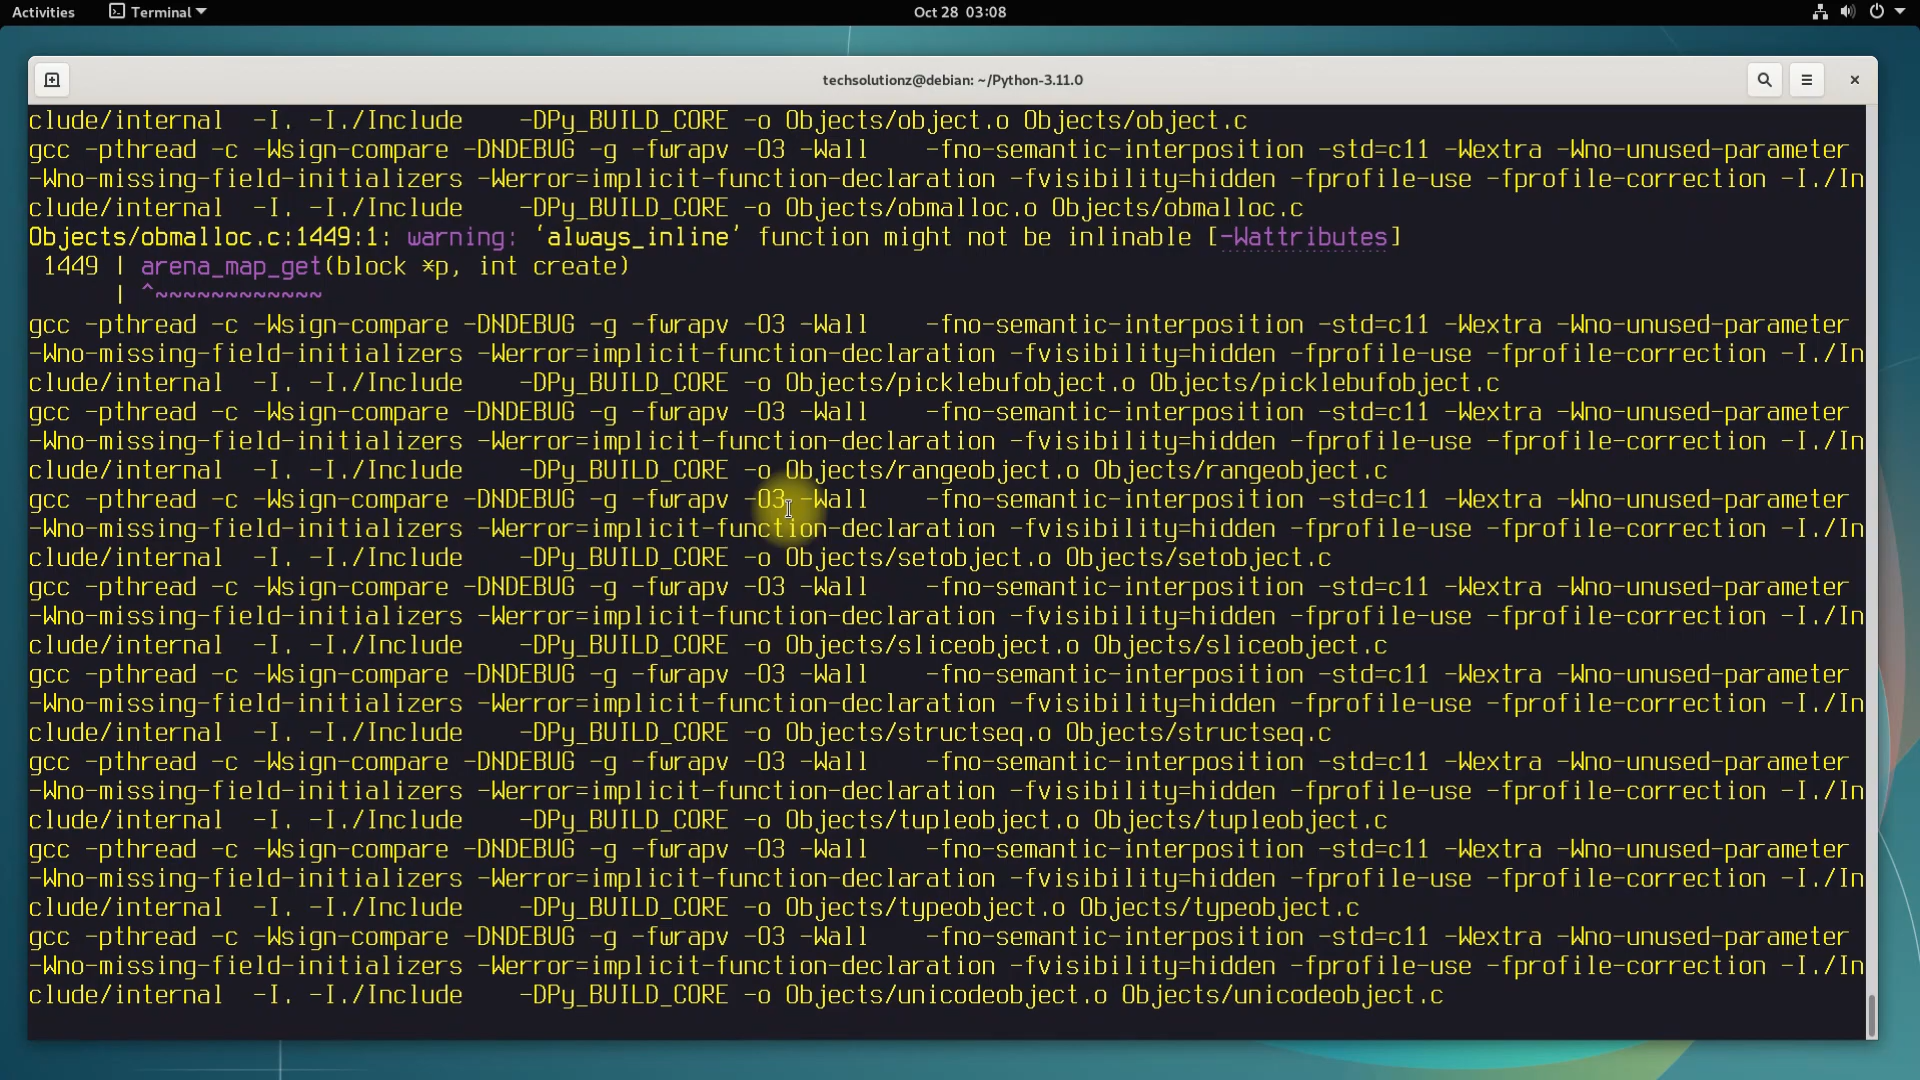 Activities
Terminal
Oct 28 03:08
techsolutionz@debian: ~/Python-3.11.0
clude/internal  -I. -I./Include    -DPy_BUILD_CORE -o Objects/object.o Objects/object.c
gcc -pthread -c -Wsign-compare -DNDEBUG -g -fwrapv -O3 -Wall    -fno-semantic-interposition -std=c11 -Wextra -Wno-unused-parameter
-Wno-missing-field-initializers -Werror=implicit-function-declaration -fvisibility=hidden -fprofile-use -fprofile-correction -I./In
clude/internal  -I. -I./Include    -DPy_BUILD_CORE -o Objects/obmalloc.o Objects/obmalloc.c
Objects/obmalloc.c:1449:1: warning: ‘always_inline’ function might not be inlinable [-Wattributes]
 1449 | arena_map_get(block *p, int create)
      | ^~~~~~~~~~~~~
gcc -pthread -c -Wsign-compare -DNDEBUG -g -fwrapv -O3 -Wall    -fno-semantic-interposition -std=c11 -Wextra -Wno-unused-parameter
-Wno-missing-field-initializers -Werror=implicit-function-declaration -fvisibility=hidden -fprofile-use -fprofile-correction -I./In
clude/internal  -I. -I./Include    -DPy_BUILD_CORE -o Objects/picklebufobject.o Objects/picklebufobject.c
gcc -pthread -c -Wsign-compare -DNDEBUG -g -fwrapv -O3 -Wall    -fno-semantic-interposition -std=c11 -Wextra -Wno-unused-parameter
-Wno-missing-field-initializers -Werror=implicit-function-declaration -fvisibility=hidden -fprofile-use -fprofile-correction -I./In
clude/internal  -I. -I./Include    -DPy_BUILD_CORE -o Objects/rangeobject.o Objects/rangeobject.c
gcc -pthread -c -Wsign-compare -DNDEBUG -g -fwrapv -O3 -Wall    -fno-semantic-interposition -std=c11 -Wextra -Wno-unused-parameter
-Wno-missing-field-initializers -Werror=implicit-function-declaration -fvisibility=hidden -fprofile-use -fprofile-correction -I./In
clude/internal  -I. -I./Include    -DPy_BUILD_CORE -o Objects/setobject.o Objects/setobject.c
gcc -pthread -c -Wsign-compare -DNDEBUG -g -fwrapv -O3 -Wall    -fno-semantic-interposition -std=c11 -Wextra -Wno-unused-parameter
-Wno-missing-field-initializers -Werror=implicit-function-declaration -fvisibility=hidden -fprofile-use -fprofile-correction -I./In
clude/internal  -I. -I./Include    -DPy_BUILD_CORE -o Objects/sliceobject.o Objects/sliceobject.c
gcc -pthread -c -Wsign-compare -DNDEBUG -g -fwrapv -O3 -Wall    -fno-semantic-interposition -std=c11 -Wextra -Wno-unused-parameter
-Wno-missing-field-initializers -Werror=implicit-function-declaration -fvisibility=hidden -fprofile-use -fprofile-correction -I./In
clude/internal  -I. -I./Include    -DPy_BUILD_CORE -o Objects/structseq.o Objects/structseq.c
gcc -pthread -c -Wsign-compare -DNDEBUG -g -fwrapv -O3 -Wall    -fno-semantic-interposition -std=c11 -Wextra -Wno-unused-parameter
-Wno-missing-field-initializers -Werror=implicit-function-declaration -fvisibility=hidden -fprofile-use -fprofile-correction -I./In
clude/internal  -I. -I./Include    -DPy_BUILD_CORE -o Objects/tupleobject.o Objects/tupleobject.c
gcc -pthread -c -Wsign-compare -DNDEBUG -g -fwrapv -O3 -Wall    -fno-semantic-interposition -std=c11 -Wextra -Wno-unused-parameter
-Wno-missing-field-initializers -Werror=implicit-function-declaration -fvisibility=hidden -fprofile-use -fprofile-correction -I./In
clude/internal  -I. -I./Include    -DPy_BUILD_CORE -o Objects/typeobject.o Objects/typeobject.c
gcc -pthread -c -Wsign-compare -DNDEBUG -g -fwrapv -O3 -Wall    -fno-semantic-interposition -std=c11 -Wextra -Wno-unused-parameter
-Wno-missing-field-initializers -Werror=implicit-function-declaration -fvisibility=hidden -fprofile-use -fprofile-correction -I./In
clude/internal  -I. -I./Include    -DPy_BUILD_CORE -o Objects/unicodeobject.o Objects/unicodeobject.c